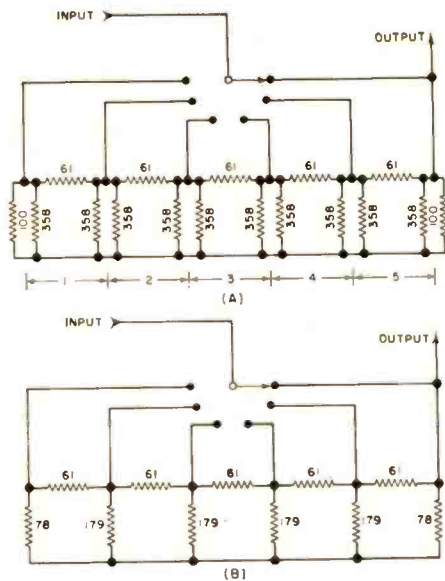 INPUT
OUTPUT
61 61 61 61 61
100 358 358 358 358 358 358 358 358 358 358 100
1 2 3 4 5
(A)
INPUT
OUTPUT
61 61 61 61 61
78 179 179 179 179 78
(B)